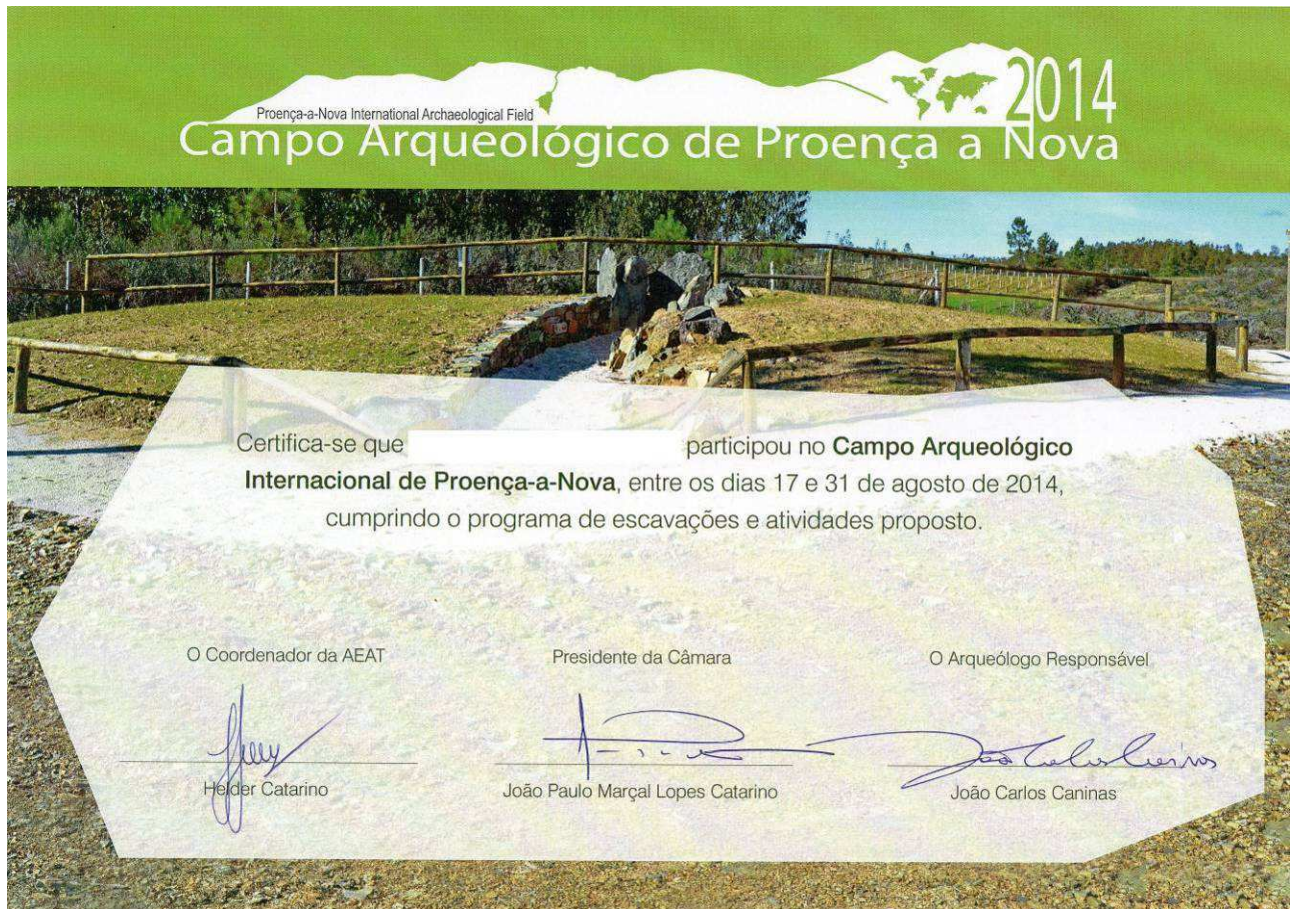 2014
Proença-a-Nova International Archaeological Field
Campo Arqueológico de Proença a Nova
Certifica-se que participou no Campo Arqueológico
Internacional de Proença-a-Nova, entre os dias 17 e 31 de agosto de 2014,
cumprindo o programa de escavações e atividades proposto.
O Coordenador da AEAT
Presidente da Câmara
O Arqueólogo Responsável
Helder Catarino
João Paulo Marçal Lopes Catarino
João Carlos Caninas